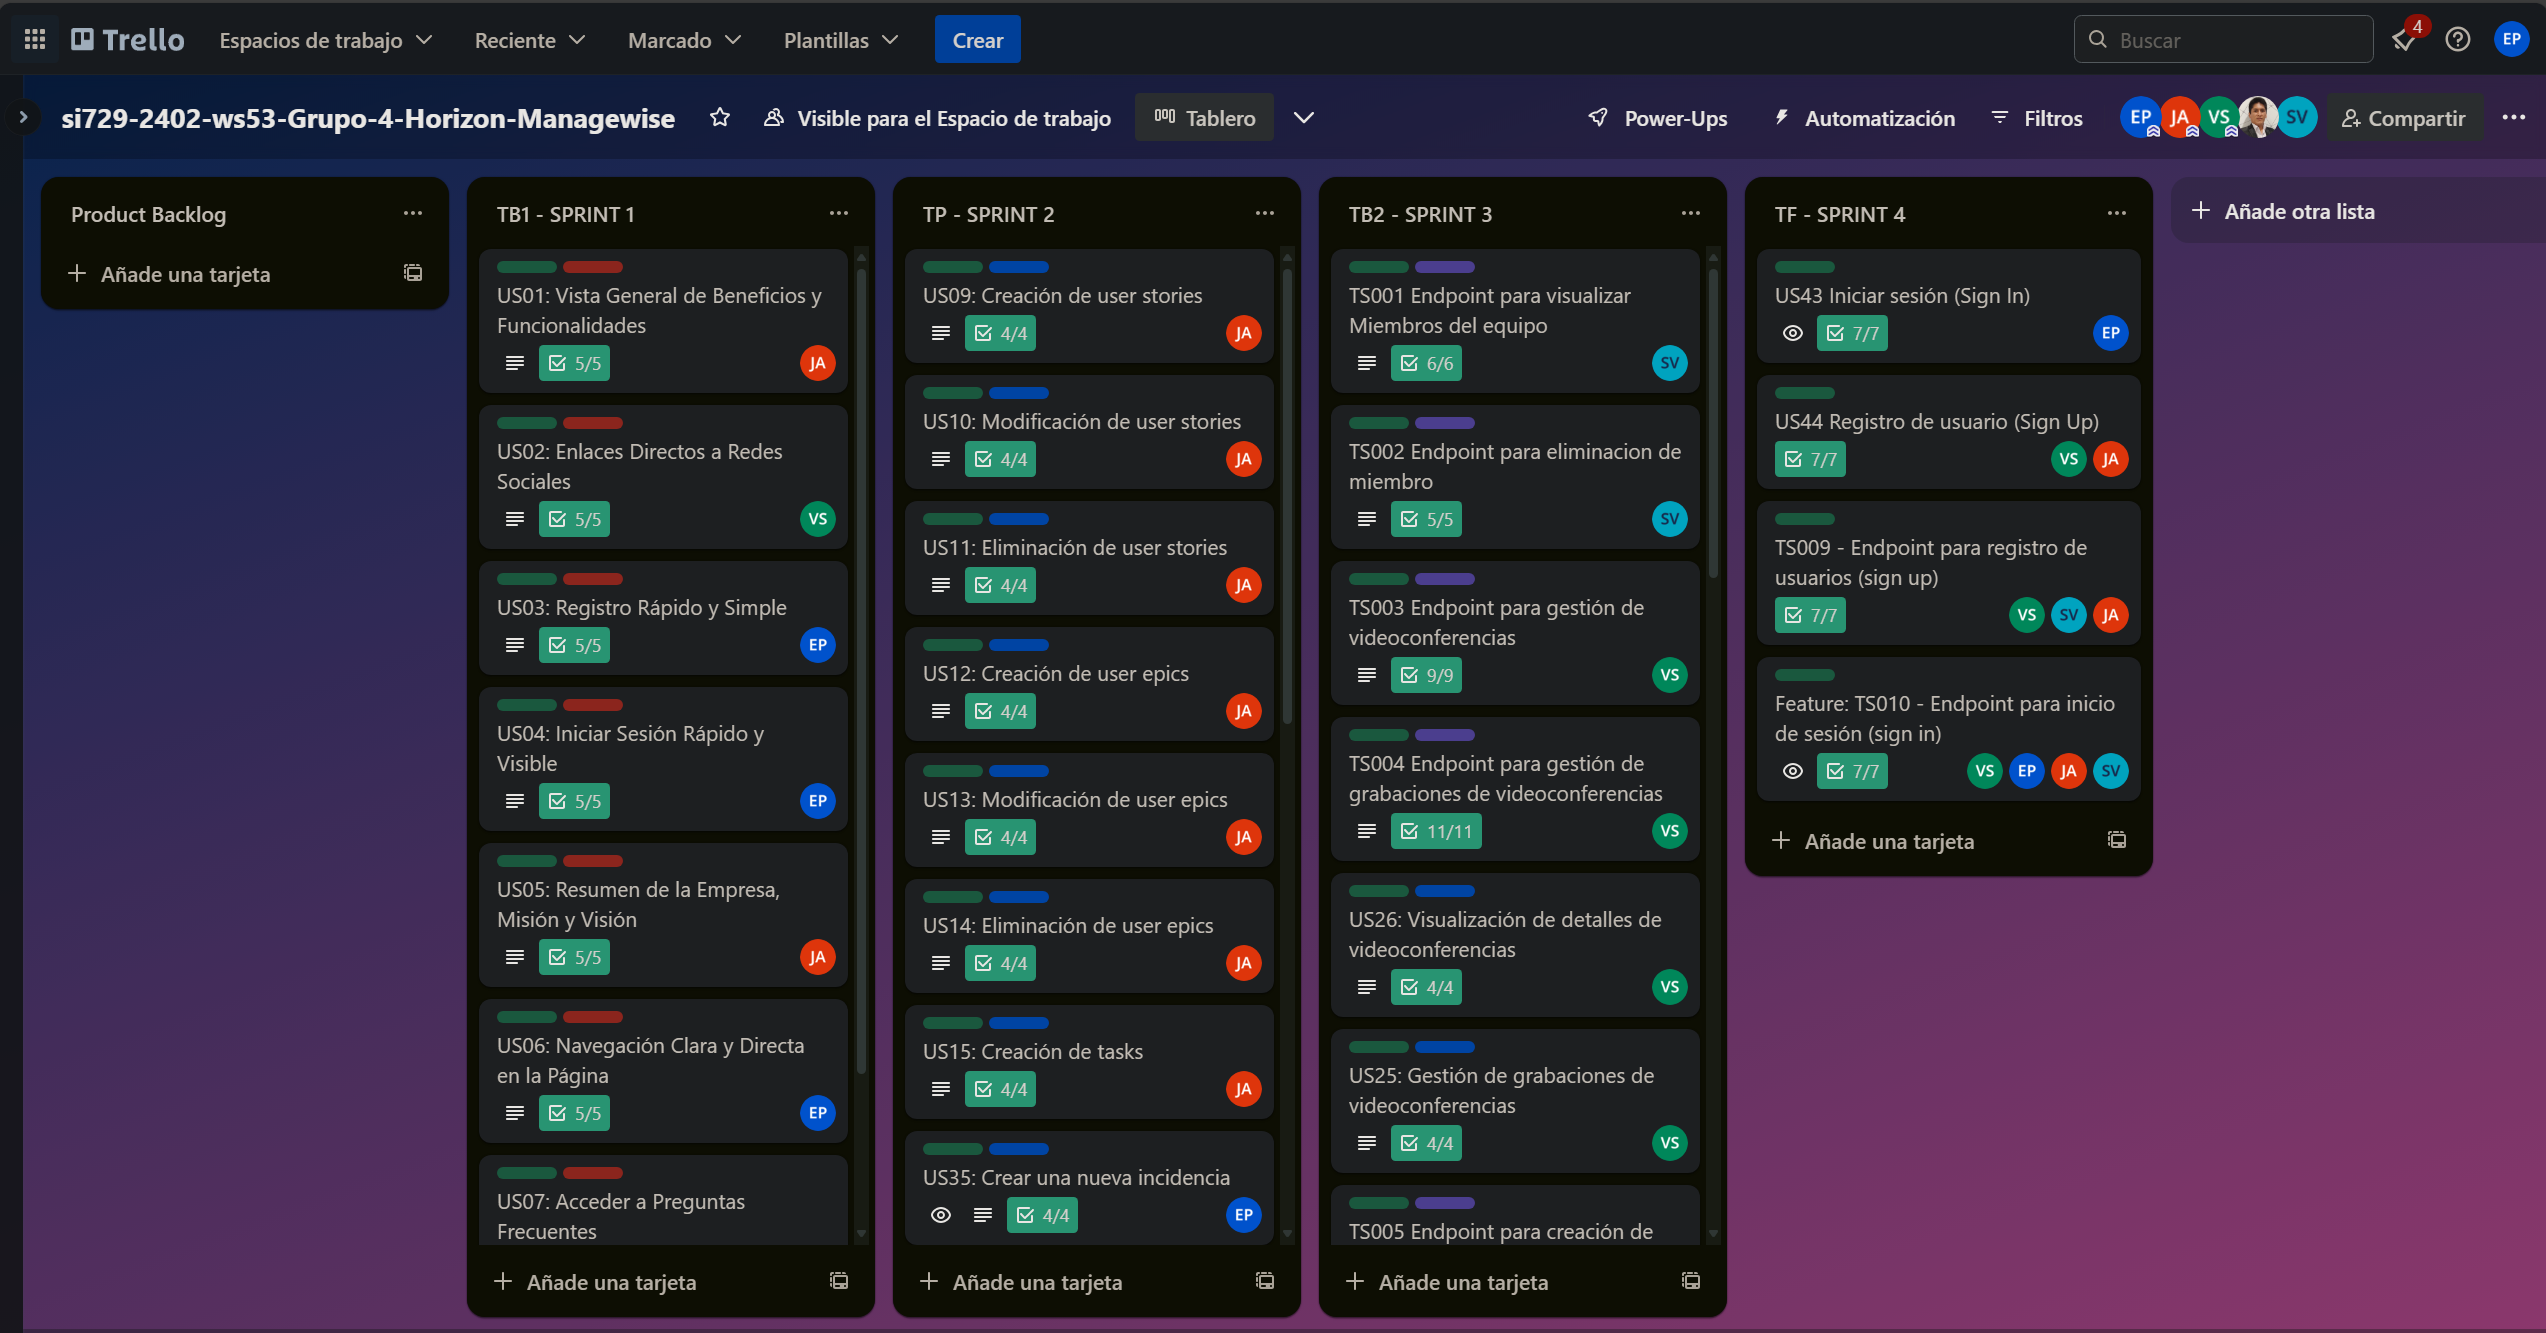 Trello
Espacios de trabajo
Reciente
Marcado
Plantillas
Crear
Buscar
4
EP
si729-2402-ws53-Grupo-4-Horizon-Managewise
Visible para el Espacio de trabajo
Tablero
Power-Ups
Automatización
Filtros
EP
JA
VS
SV
Compartir
Product Backlog
Añade una tarjeta
TB1 - SPRINT 1
US01: Vista General de Beneficios y
Funcionalidades
5/5
JA
US02: Enlaces Directos a Redes
Sociales
5/5
VS
US03: Registro Rápido y Simple
5/5
EP
US04: Iniciar Sesión Rápido y
Visible
5/5
EP
US05: Resumen de la Empresa,
Misión y Visión
5/5
JA
US06: Navegación Clara y Directa
en la Página
5/5
EP
US07: Acceder a Preguntas
Frecuentes
Añade una tarjeta
TP - SPRINT 2
US09: Creación de user stories
4/4
JA
US10: Modificación de user stories
4/4
JA
US11: Eliminación de user stories
4/4
JA
US12: Creación de user epics
4/4
JA
US13: Modificación de user epics
4/4
JA
US14: Eliminación de user epics
4/4
JA
US15: Creación de tasks
4/4
JA
US35: Crear una nueva incidencia
4/4
EP
Añade una tarjeta
TB2 - SPRINT 3
TS001 Endpoint para visualizar
Miembros del equipo
6/6
SV
TS002 Endpoint para eliminacion de
miembro
5/5
SV
TS003 Endpoint para gestión de
videoconferencias
9/9
VS
TS004 Endpoint para gestión de
grabaciones de videoconferencias
11/11
VS
US26: Visualización de detalles de
videoconferencias
4/4
VS
US25: Gestión de grabaciones de
videoconferencias
4/4
VS
TS005 Endpoint para creación de
Añade una tarjeta
TF - SPRINT 4
US43 Iniciar sesión (Sign In)
7/7
EP
US44 Registro de usuario (Sign Up)
7/7
VS
JA
TS009 - Endpoint para registro de
usuarios (sign up)
7/7
VS
SV
JA
Feature: TS010 - Endpoint para inicio
de sesión (sign in)
7/7
VS
EP
JA
SV
Añade una tarjeta
Añade otra lista